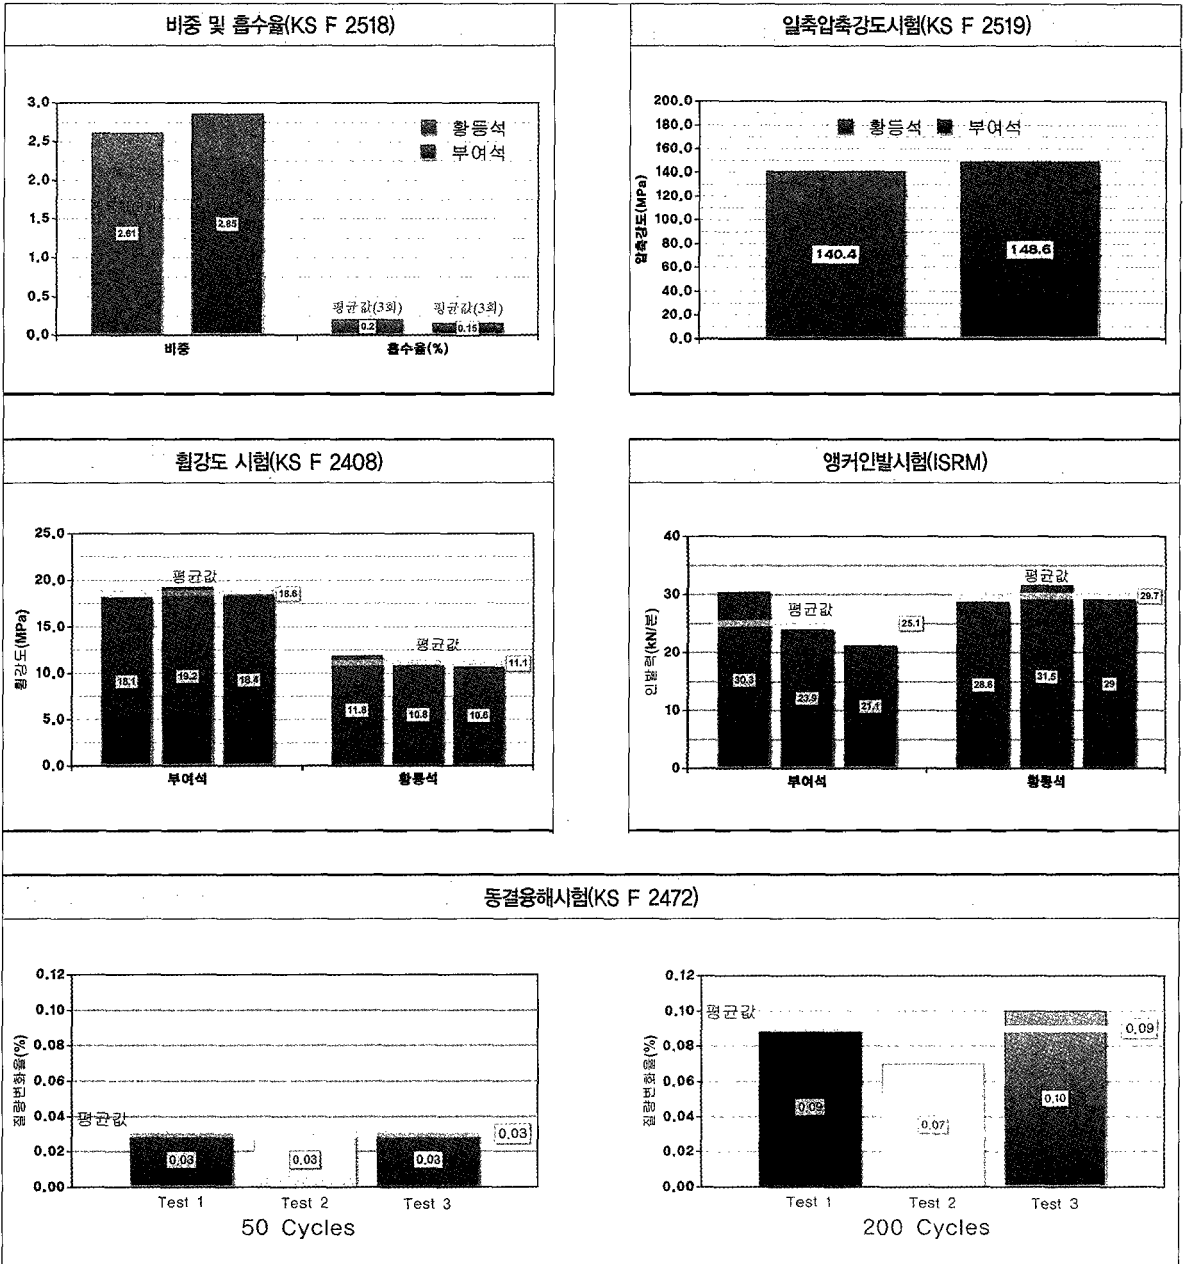 비중 및 흡수율(KS F 2518)
3.0
2.5
2.0
1.5
1.0
0.5
0.0
황등석
부여석
2.61
2.85
평균값(3회)
평균값(3회)
0.2
0.15
비중
흡수율(%)
일축압축강도시험(KS F 2519)
압축강도(MPa)
200.0
180.0
160.0
140.0
120.0
100.0
80.0
60.0
40.0
20.0
0.0
황등석 부여석
140.4
148.6
휨강도 시험(KS F 2408)
휨강도(MPa)
25.0
20.0
15.0
10.0
5.0
0.0
평균값
18.6
18.1
19.2
18.4
평균값
11.1
11.8
10.8
10.6
부여석
황등석
앵커인발시험(ISRM)
인발력(kN/본)
40
30
20
10
0
평균값
25.1
30.3
23.9
21.1
평균값
29.7
28.6
31.5
29
부여석
황등석
동결융해시험(KS F 2472)
질량변화율(%)
0.12
0.10
0.08
0.06
0.04
0.02
0.00
평균값
0.03
0.03
0.03
0.03
Test 1
Test 2
Test 3
50 Cycles
질량변화율(%)
0.12
0.10
0.08
0.06
0.04
0.02
0.00
평균값
0.09
0.09
0.07
0.10
Test 1
Test 2
Test 3
200 Cycles